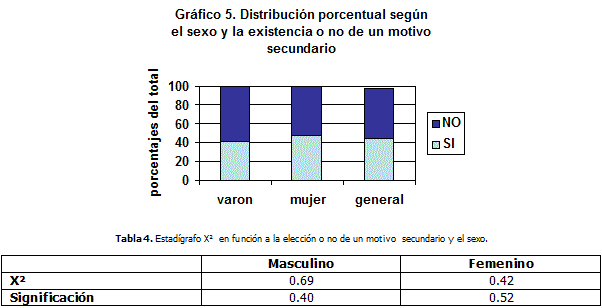 Gráfico 5. Distribución porcentual según
el sexo y la existencia o no de un motivo
secundario
porcentajes del total
100
80
60
40
20
0
varon mujer general
NO
SI
Tabla 4. Estadígrafo X² en función a la elección o no de un motivo secundario y el sexo.
Masculino Femenino
X² 0.69 0.42
Significación 0.40 0.52